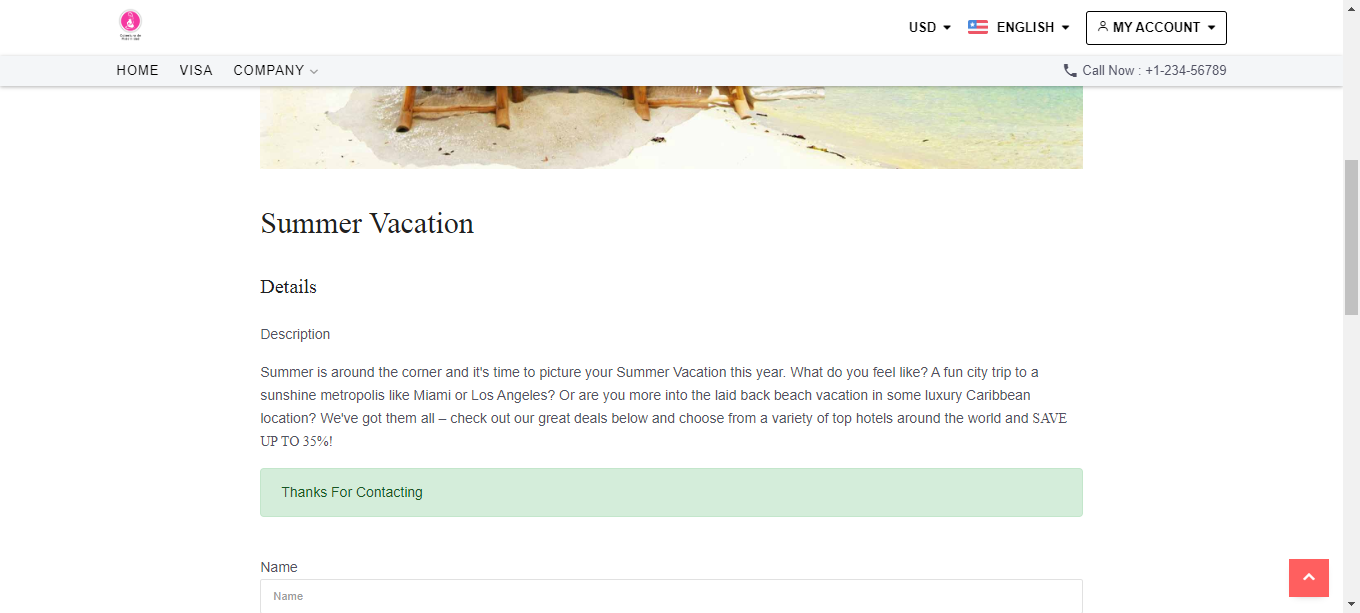 USD
ENGLISH
MY ACCOUNT
HOME VISA COMPANY
Call Now : +1-234-56789
Summer Vacation
Details
Description
Summer is around the corner and it's time to picture your Summer Vacation this year. What do you feel like? A fun city trip to a
sunshine metropolis like Miami or Los Angeles? Or are you more into the laid back beach vacation in some luxury Caribbean
location? We've got them all – check out our great deals below and choose from a variety of top hotels around the world and SAVE
UP TO 35%!
Thanks For Contacting
Name
Name